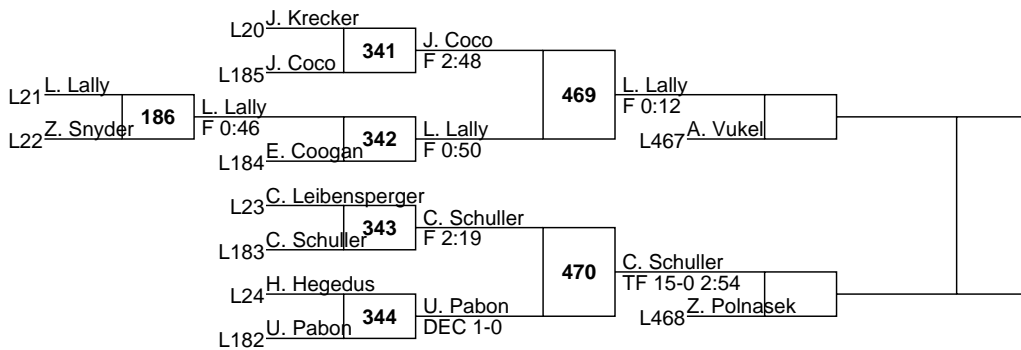 J. Krecker
L20
341
J. Coco
F 2:48
J. Coco
L185
469
L. Lally
L21
186
L. Lally
F 0:46
L. Lally
F 0:12
Z. Snyder
L22
342
L. Lally
F 0:50
A. Vukel
L467
E. Coogan
L184
C. Leibensperger
L23
343
C. Schuller
F 2:19
C. Schuller
L183
470
C. Schuller
TF 15-0 2:54
H. Hegedus
L24
344
U. Pabon
DEC 1-0
Z. Polnasek
L468
U. Pabon
L182